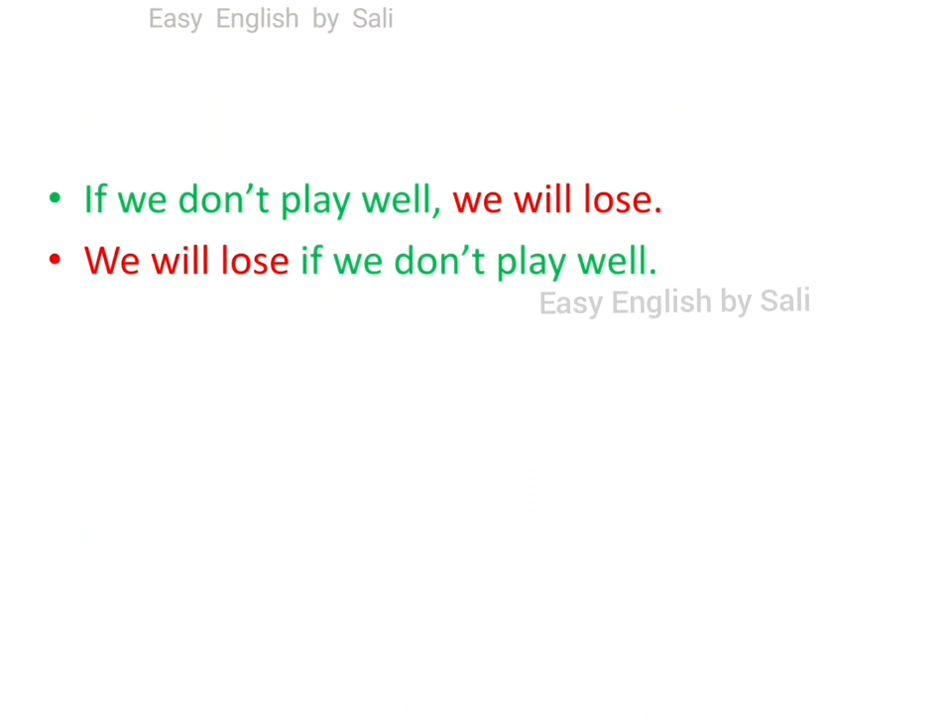 Easy English by Sali
• If we don’t play well, we will lose.
• We will lose if we don’t play well.
Easy English by Sali